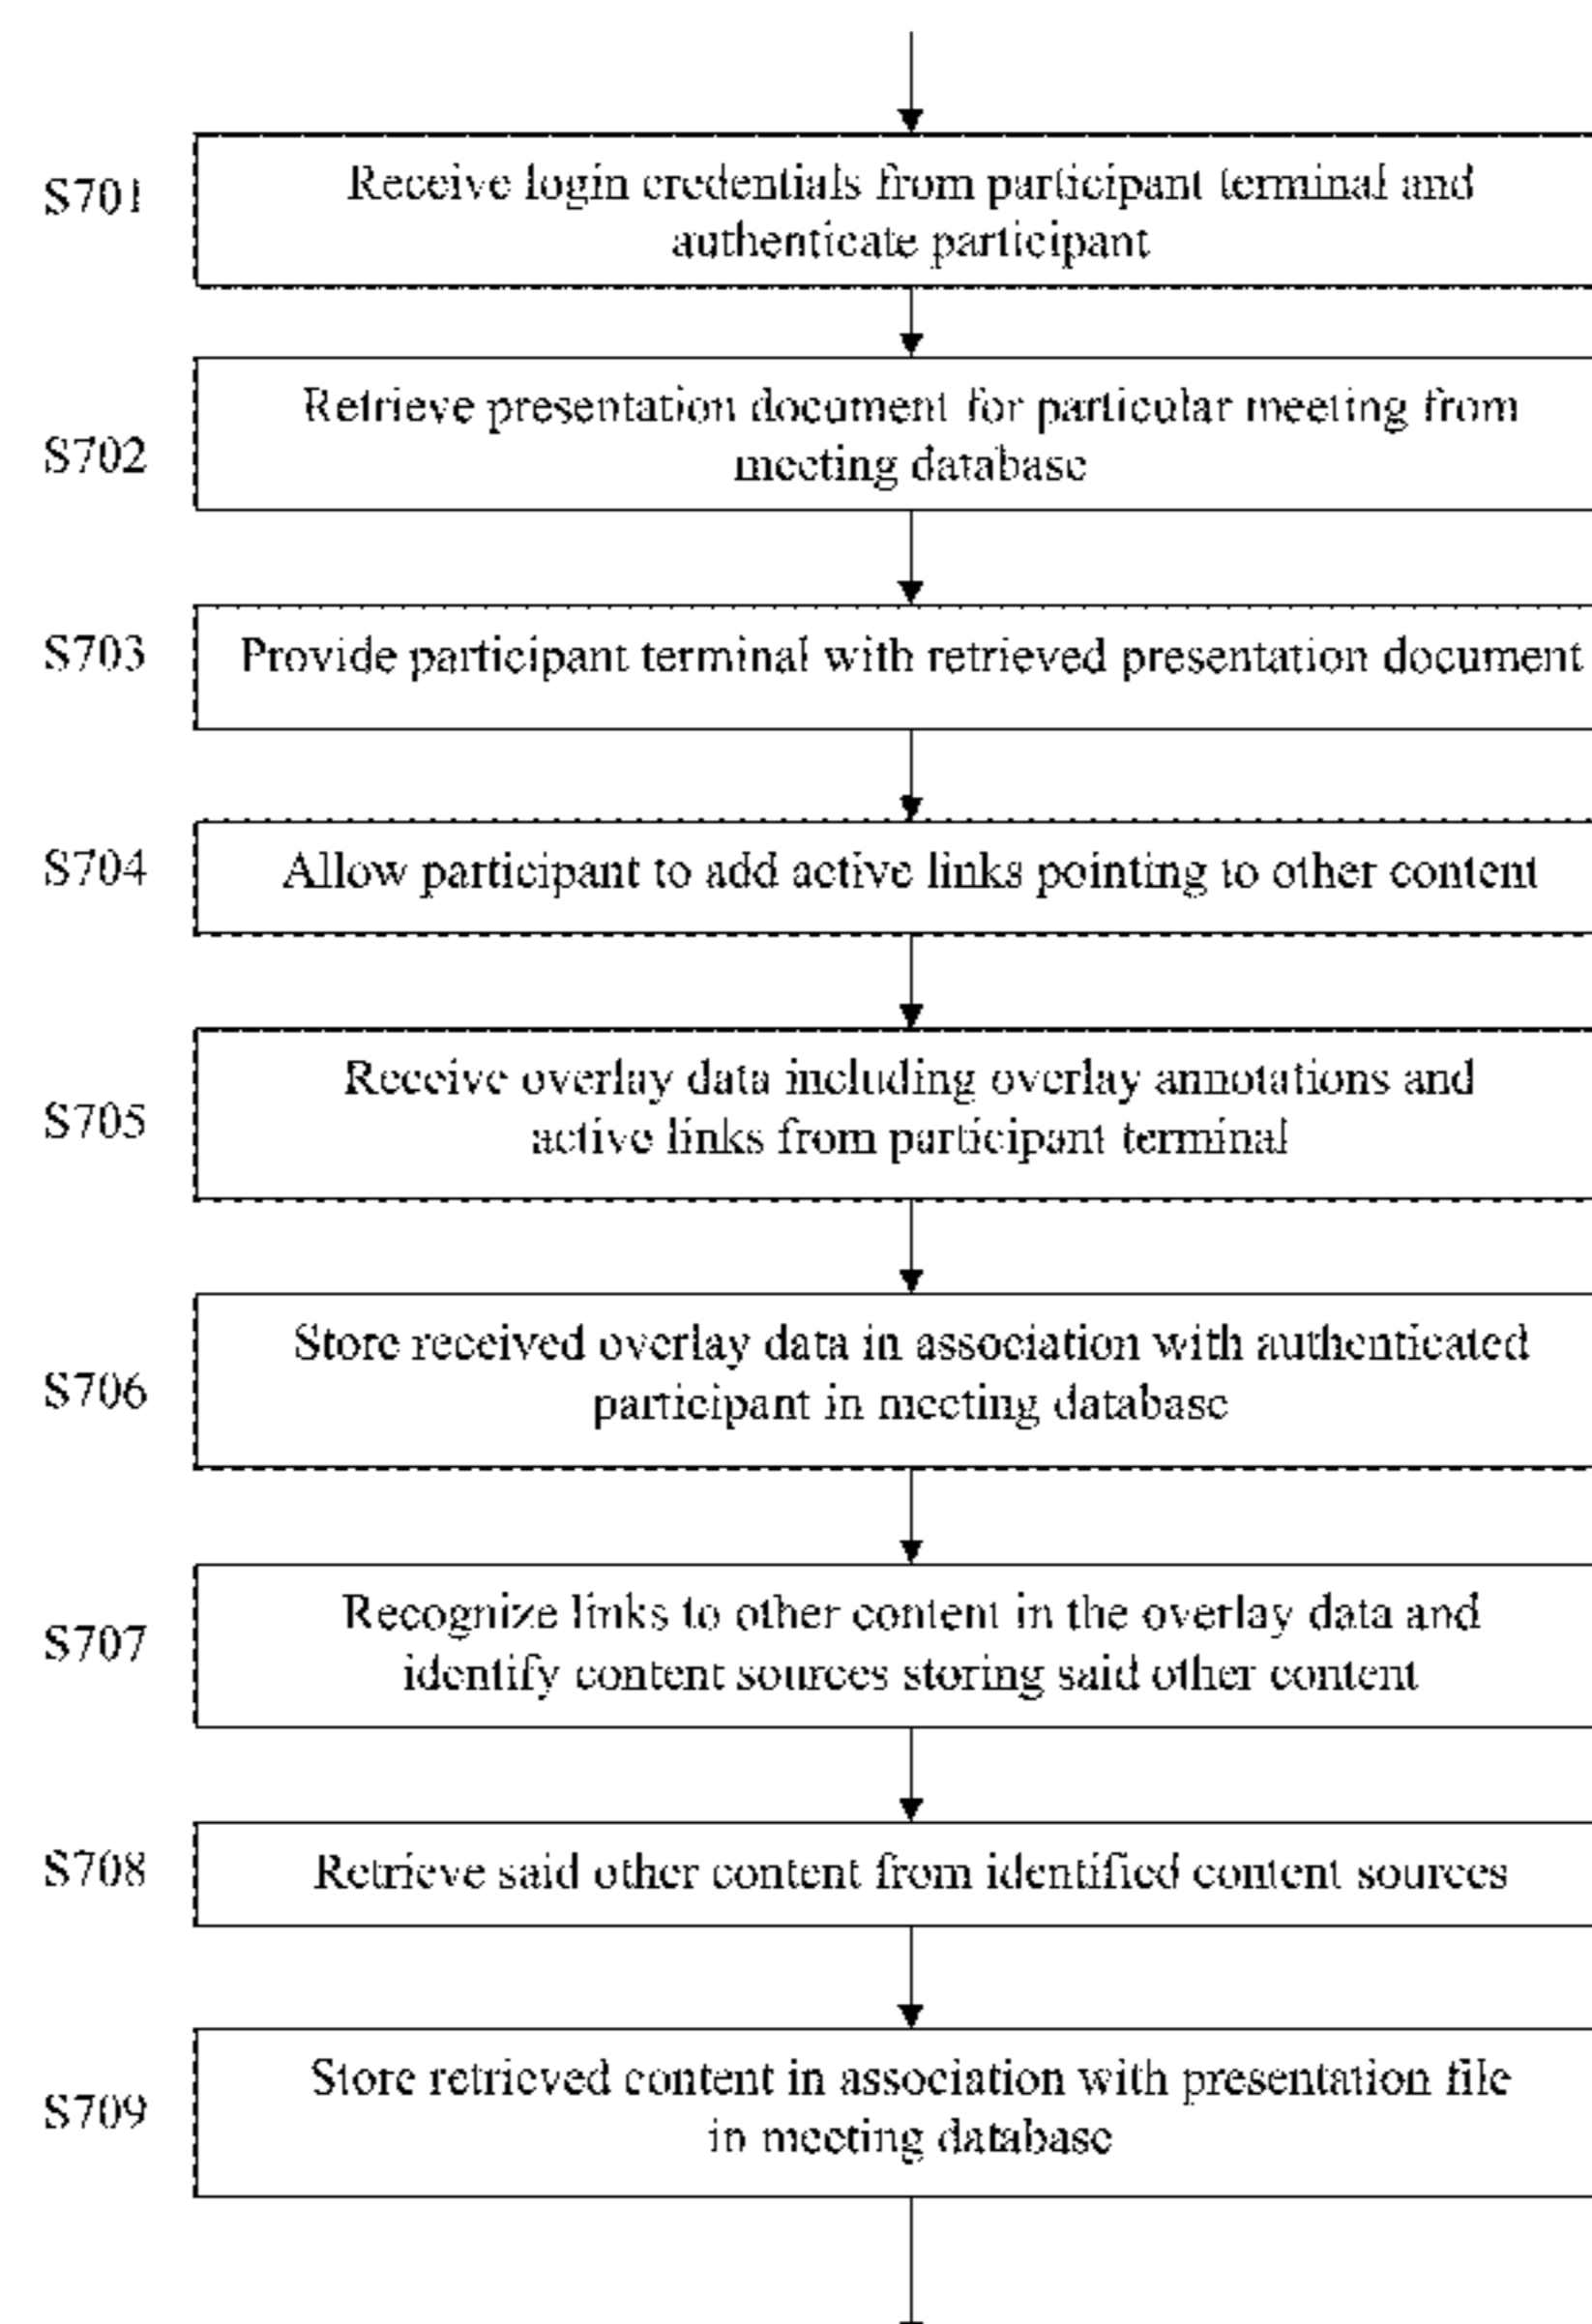 S701
Receive login credentials from participant terminal and
authenticate participant
S702
Retrieve presentation document for particular meeting from
meeting database
S703
Provide participant terminal with retrieved presentation document
S704
Allow participant to add active links pointing to other content
S705
Receive overlay data including overlay annotations and
active links from participant terminal
S706
Store received overlay data in association with authenticated
participant in meeting database
S707
Recognize links to other content in the overlay data and
identify content sources storing said other content
S708
Retrieve said other content from identified content sources
S709
Store retrieved content in association with presentation file
in meeting database